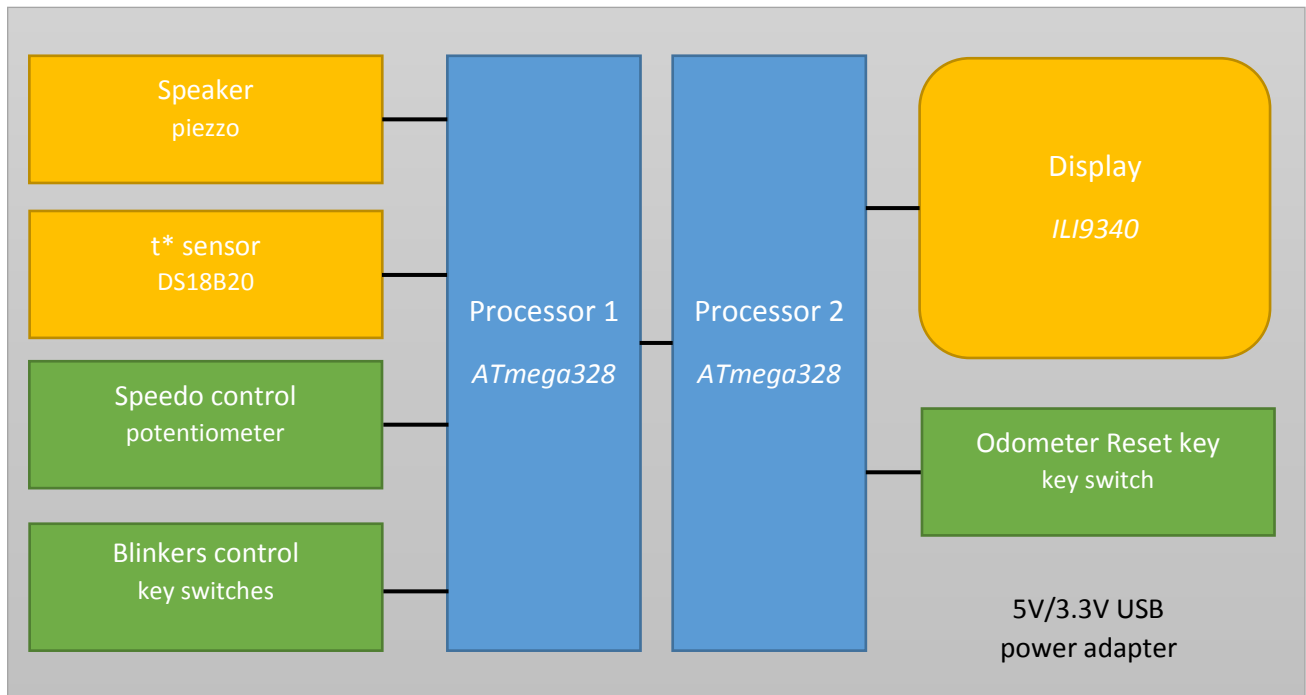 Speaker
piezzo
t* sensor
DS18B20
Speedo control
potentiometer
Blinkers control
key switches
Processor 1
ATmega328
Processor 2
ATmega328
Display
ILI9340
Odometer Reset key
key switch
5V/3.3V USB
power adapter